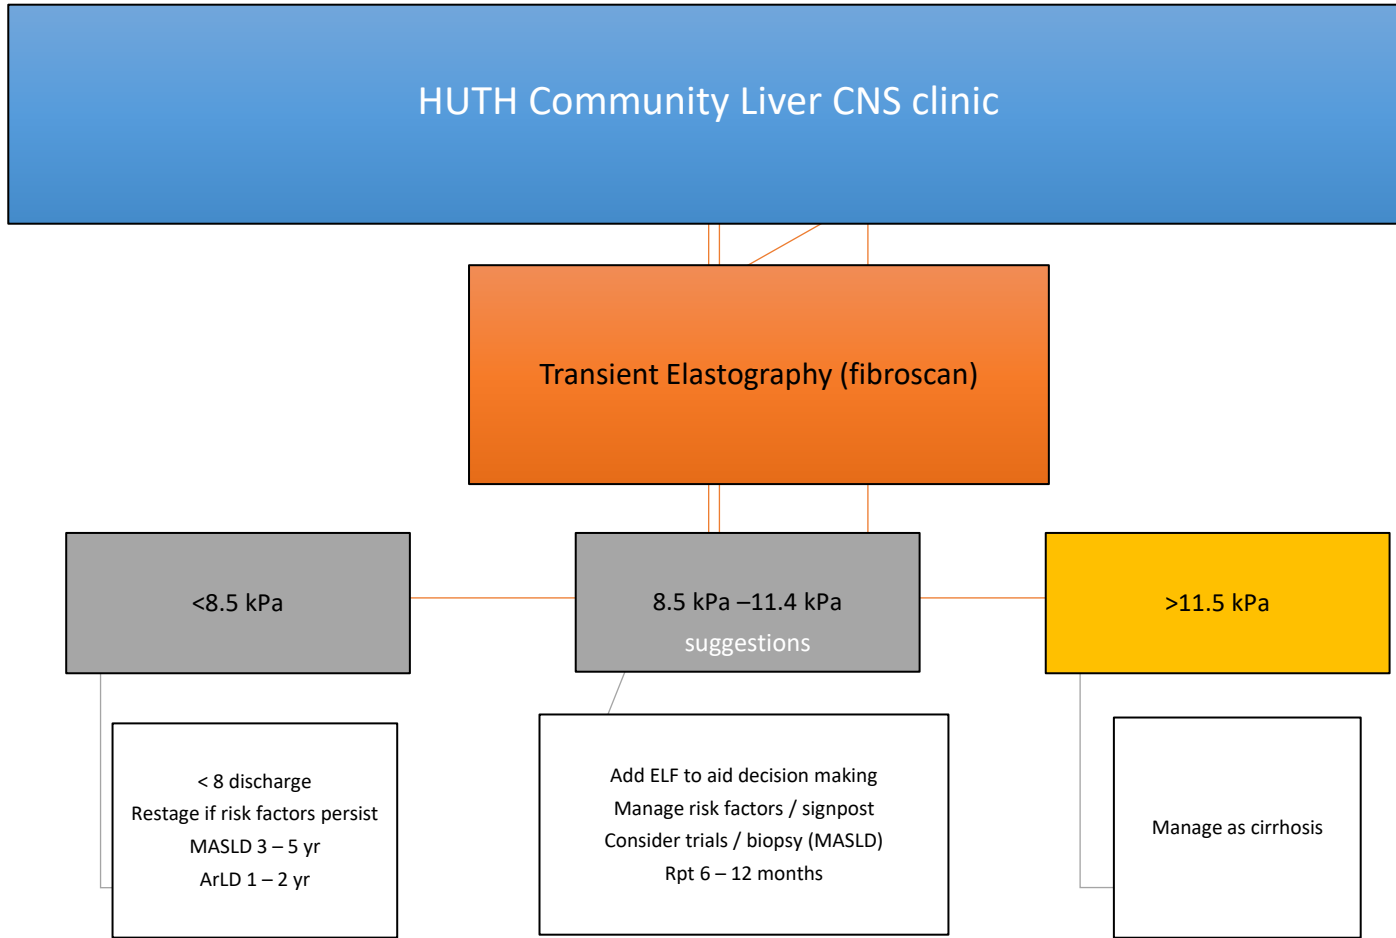 HUTH Community Liver CNS clinic
Transient Elastography (fibroscan)
<8.5 kPa
8.5 kPa –11.4 kPa
suggestions
>11.5 kPa
< 8 discharge
Restage if risk factors persist
MASLD 3 – 5 yr
ArLD 1 – 2 yr
Add ELF to aid decision making
Manage risk factors / signpost
Consider trials / biopsy (MASLD)
Rpt 6 – 12 months
Manage as cirrhosis